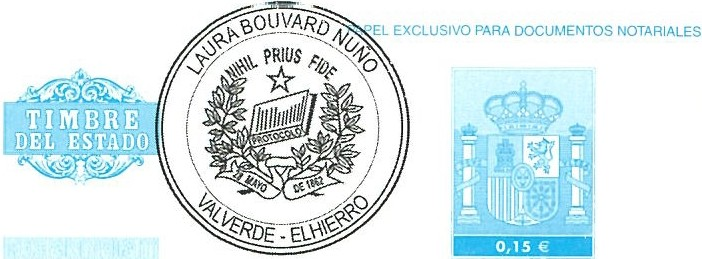 PAPEL EXCLUSIVO PARA DOCUMENTOS NOTARIALES
LAURA BOUVARD NUÑO
NIHIL PRIUS FIDE
TIMBRE
DEL ESTADO
PROTOCOLO
28 MAYO DE 1862
VALVERDE - ELHIERRO
0,15 €